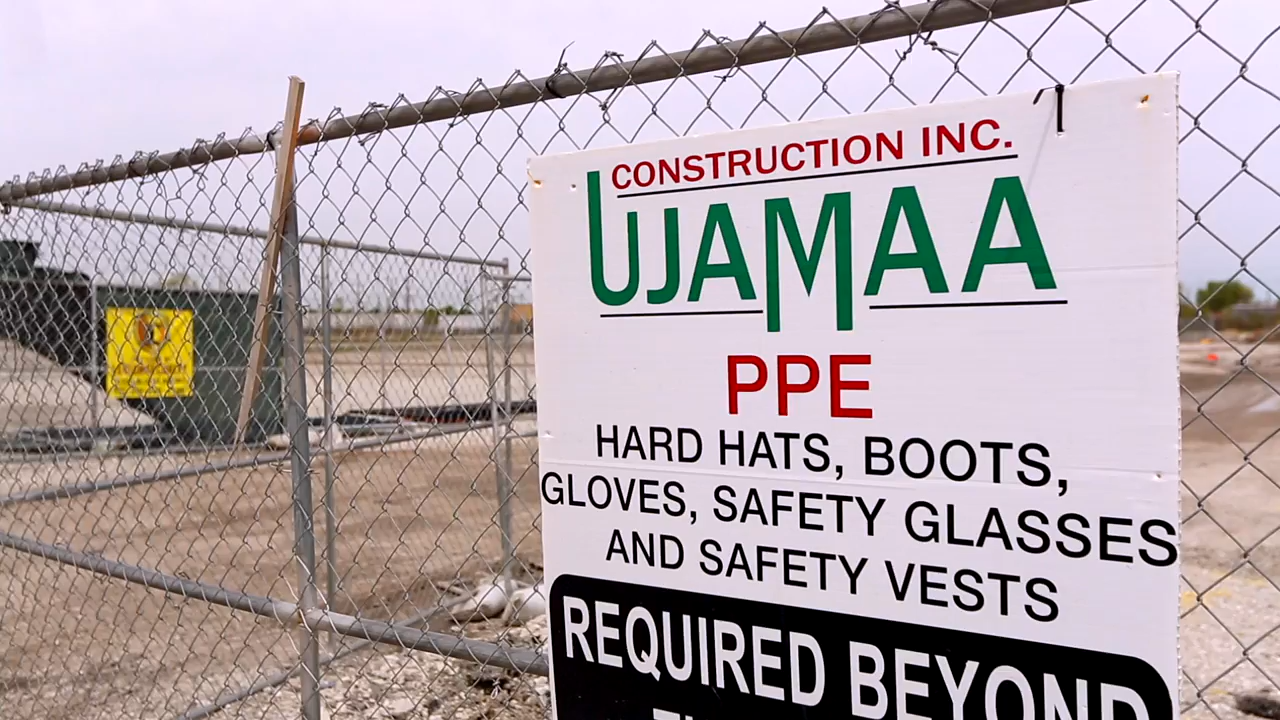 CONSTRUCTION INC.
UJAMAA
PPE
HARD HATS, BOOTS,
GLOVES, SAFETY GLASSES
AND SAFETY VESTS
REQUIRED BEYOND